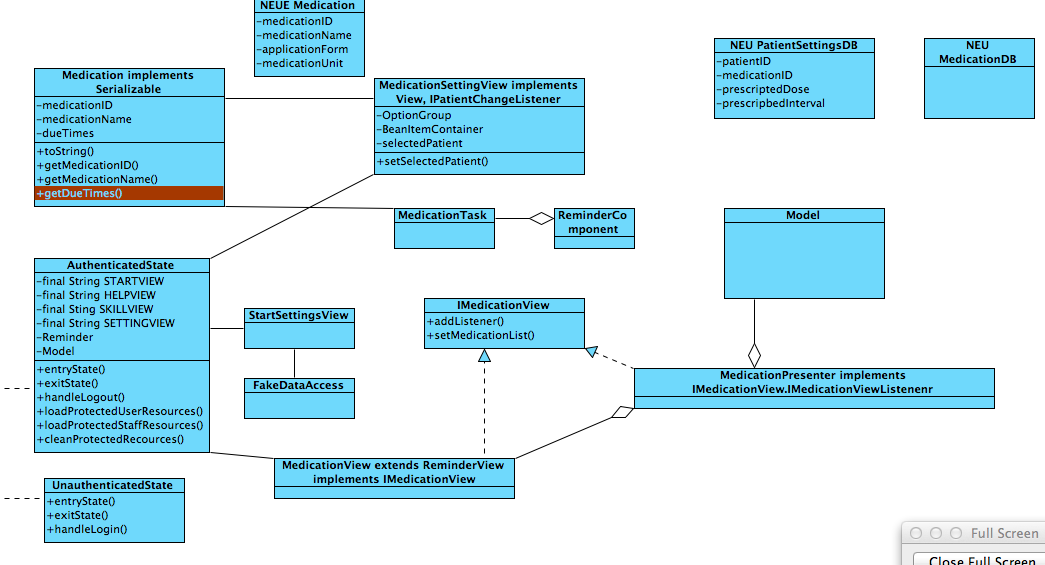 NEUE Medication
-medicationID
-medicationName
-applicationForm
-medicationUnit
NEU PatientSettingsDB
-patientID
-medicationID
-prescriptedDose
-prescripbedInterval
NEU
MedicationDB
Medication implements
Serializable
-medicationID
-medicationName
-dueTimes
+toString()
+getMedicationID()
+getMedicationName()
+getDueTimes()
MedicationSettingView implements
View, IPatientChangeListener
-OptionGroup
-BeanItemContainer
-selectedPatient
+setSelectedPatient()
MedicationTask
ReminderCo
mponent
Model
AuthenticatedState
-final String STARTVIEW
-final String HELPVIEW
-final Sting SKILLVIEW
-final String SETTINGVIEW
-Reminder
-Model
+entryState()
+exitState()
+handleLogout()
+loadProtectedUserResources()
+loadProtectedStaffResources()
+cleanProtectedRecources()
StartSettingsView
FakeDataAccess
IMedicationView
+addListener()
+setMedicationList()
MedicationPresenter implements
IMedicationView.IMedicationViewListenenr
MedicationView extends ReminderView
implements IMedicationView
UnauthenticatedState
+entryState()
+exitState()
+handleLogin()
Full Screen
Close Full Screen